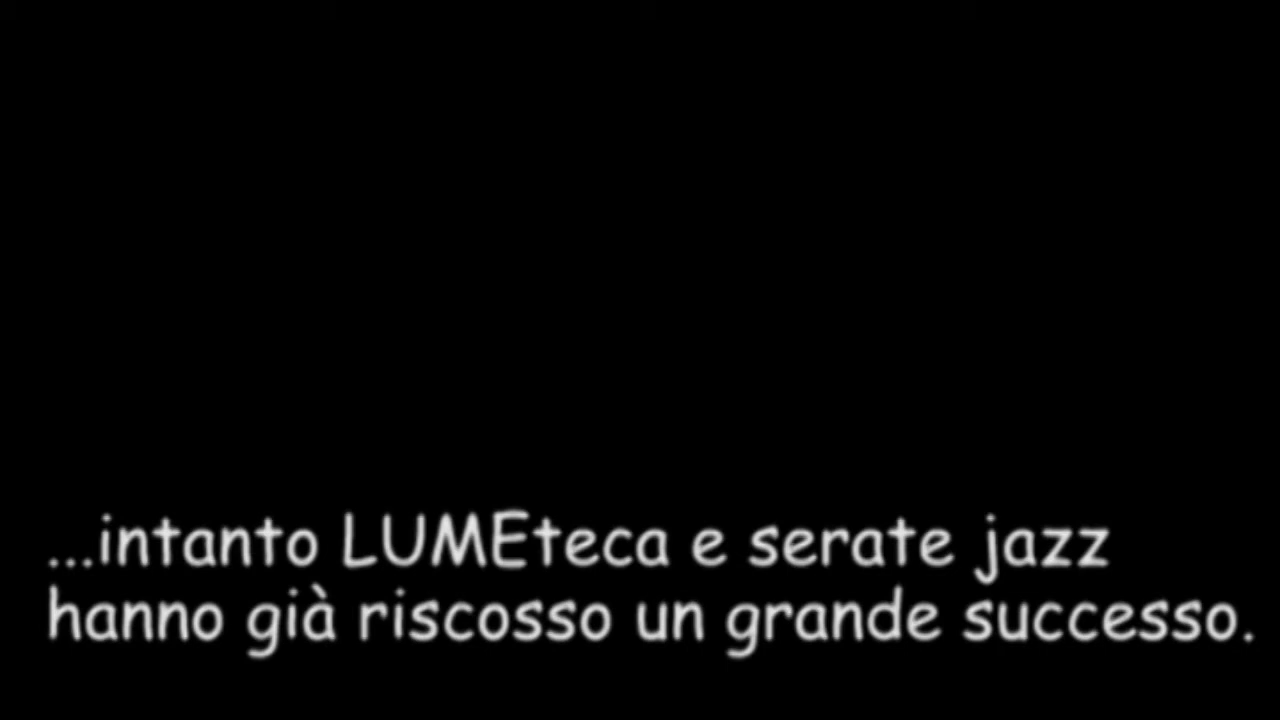 ...intanto LUMEteca e serate jazz
hanno già riscosso un grande successo.